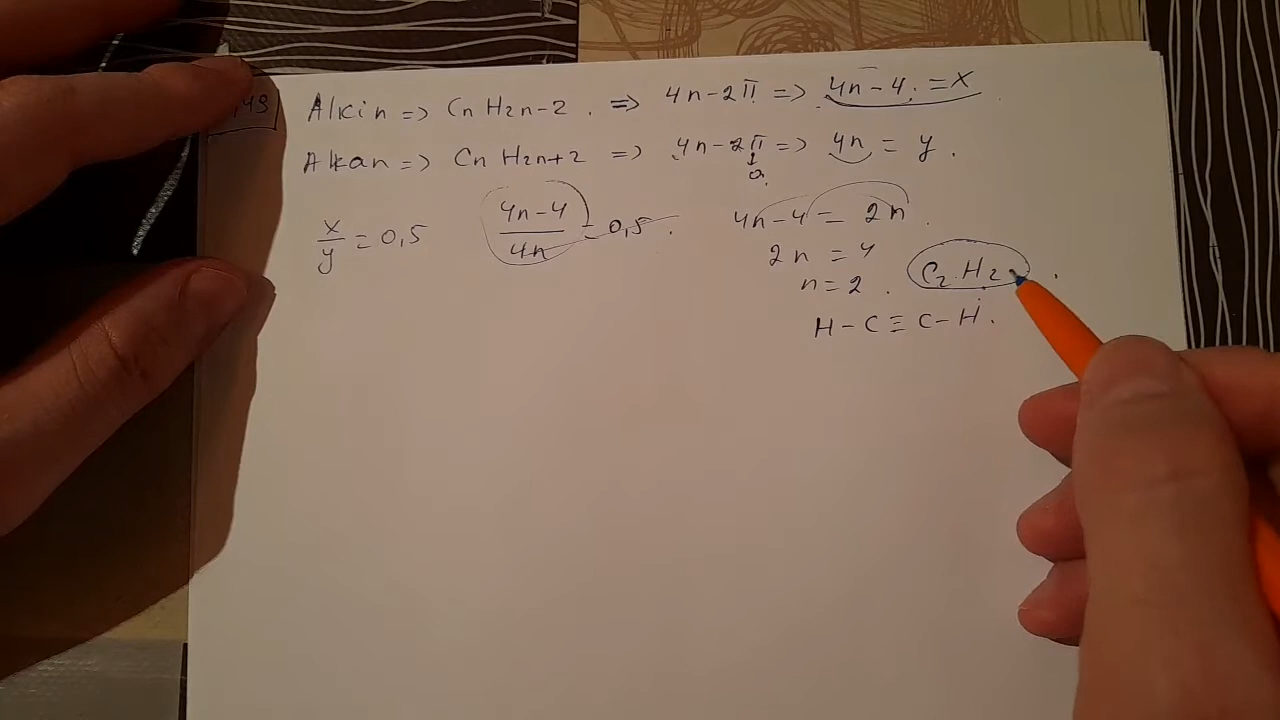 Alkin => CnH2n-2. => 4n-2π => 4n-4. = x
Alkan => CnH2n+2 => 4n-2π => 4n = y.
0.
x/y = 0,5 (4n-4)/4n = 0,5. 4n-4 = 2n.
2n = 4
n = 2. C2H2.
H-C≡C-H.